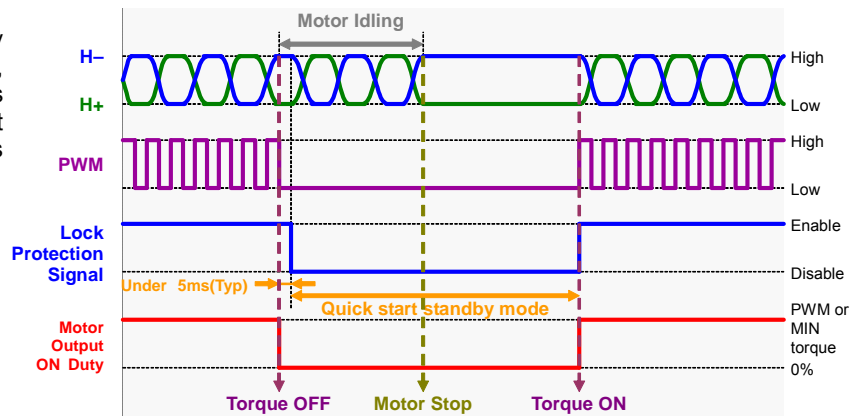 Motor Idling
y
,
s
t
s
H–
High
H+
Low
PWM
High
Low
Lock
Protection
Signal
Enable
Disable
Under 5ms(Typ)
Quick start standby mode
Motor
Output
ON Duty
PWM or
MIN
torque
0%
Torque OFF
Motor Stop
Torque ON